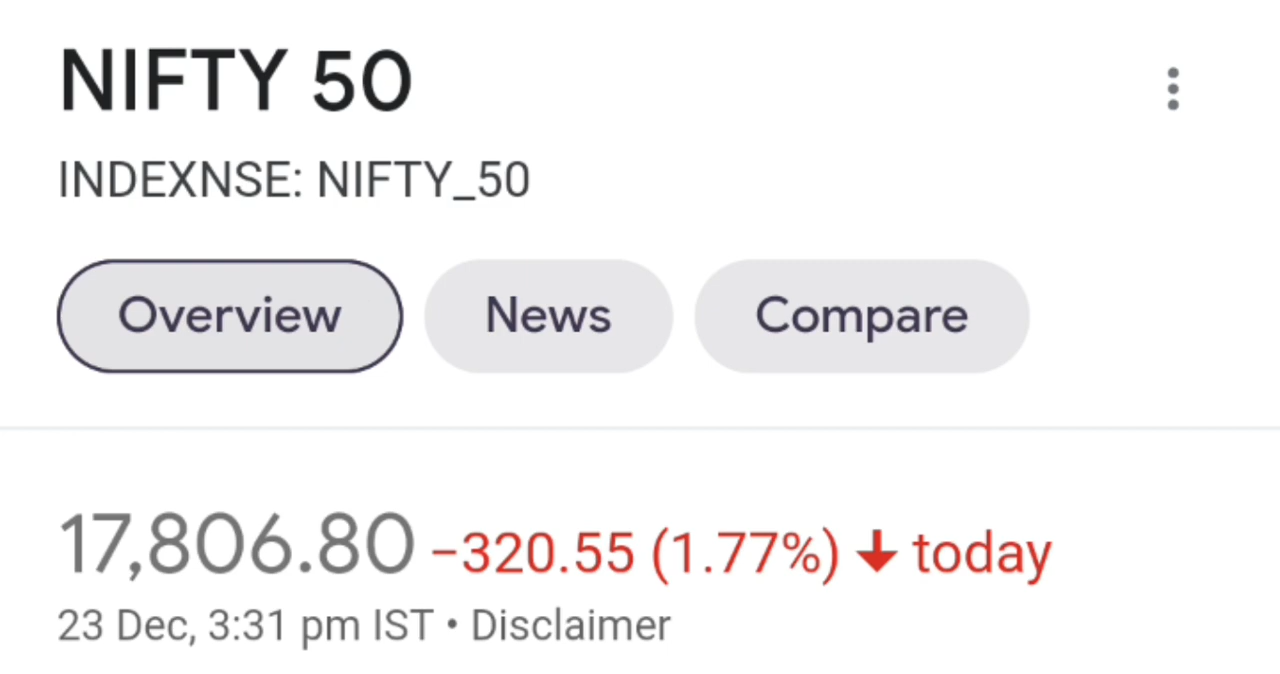 NIFTY 50
INDEXNSE: NIFTY_50
Overview News Compare
17,806.80 −320.55 (1.77%) ↓ today
23 Dec, 3:31 pm IST • Disclaimer